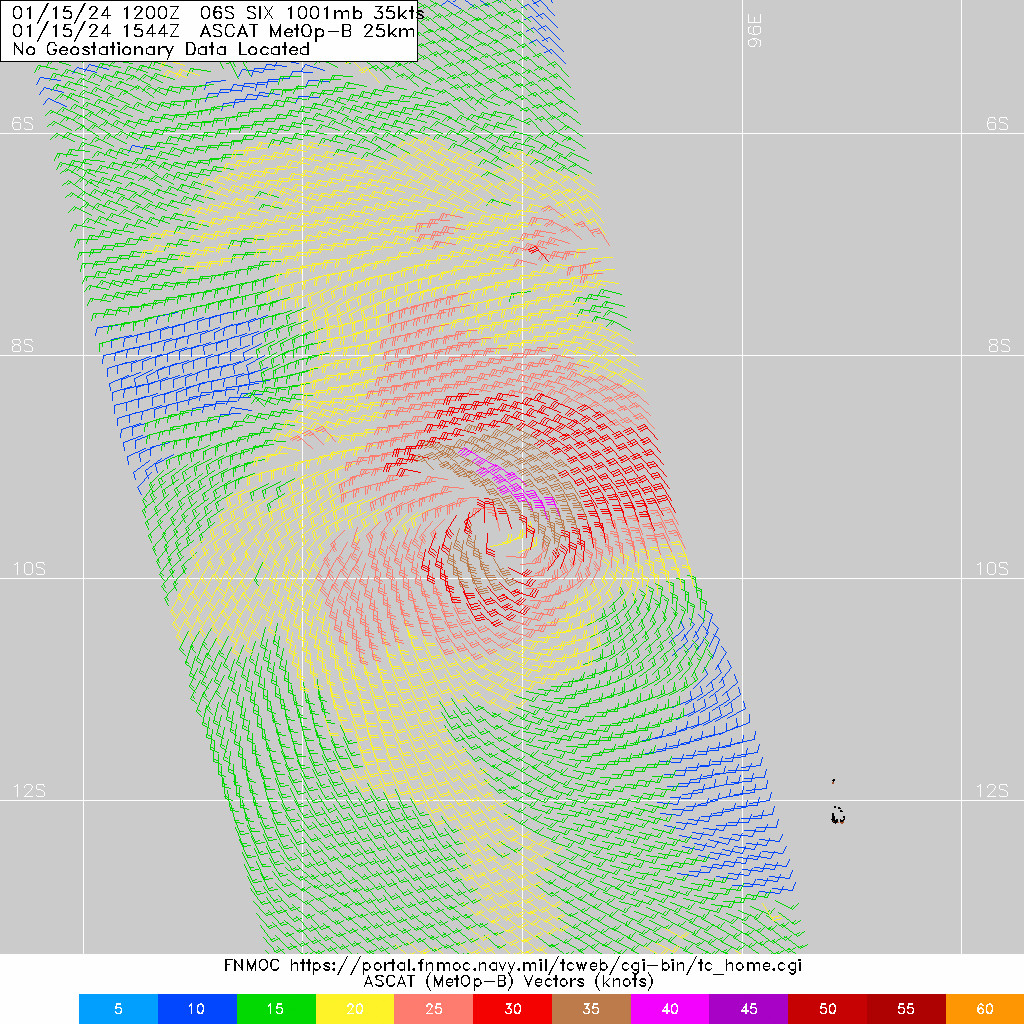 01/15/24 1200Z 06S SIX 1001mb 35kts
01/15/24 1544Z ASCAT MetOp-B 25km
No Geostationary Data Located
96E
6S 6S
8S 8S
10S 10S
12S 12S
FNMOC https://portal.fnmoc.navy.mil/tcweb/cgi-bin/tc_home.cgi
ASCAT (MetOp-B) Vectors (knots)
5 10 15 20 25 30 35 40 45 50 55 60